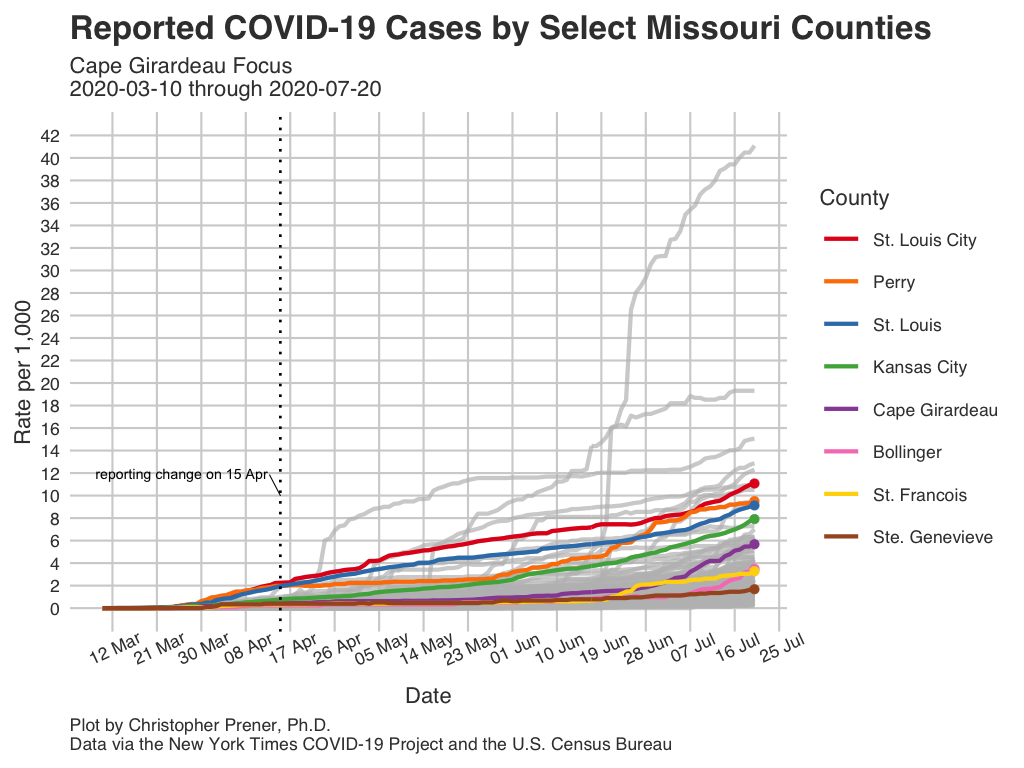 Reported COVID-19 Cases by Select Missouri Counties
Cape Girardeau Focus
2020-03-10 through 2020-07-20
Rate per 1,000
42
40
38
36
34
32
30
28
26
24
22
20
18
16
14
12
10
8
6
4
2
0
reporting change on 15 Apr
12 Mar
21 Mar
30 Mar
08 Apr
17 Apr
26 Apr
05 May
14 May
23 May
01 Jun
10 Jun
19 Jun
28 Jun
07 Jul
16 Jul
25 Jul
Date
County
St. Louis City
Perry
St. Louis
Kansas City
Cape Girardeau
Bollinger
St. Francois
Ste. Genevieve
Plot by Christopher Prener, Ph.D.
Data via the New York Times COVID-19 Project and the U.S. Census Bureau